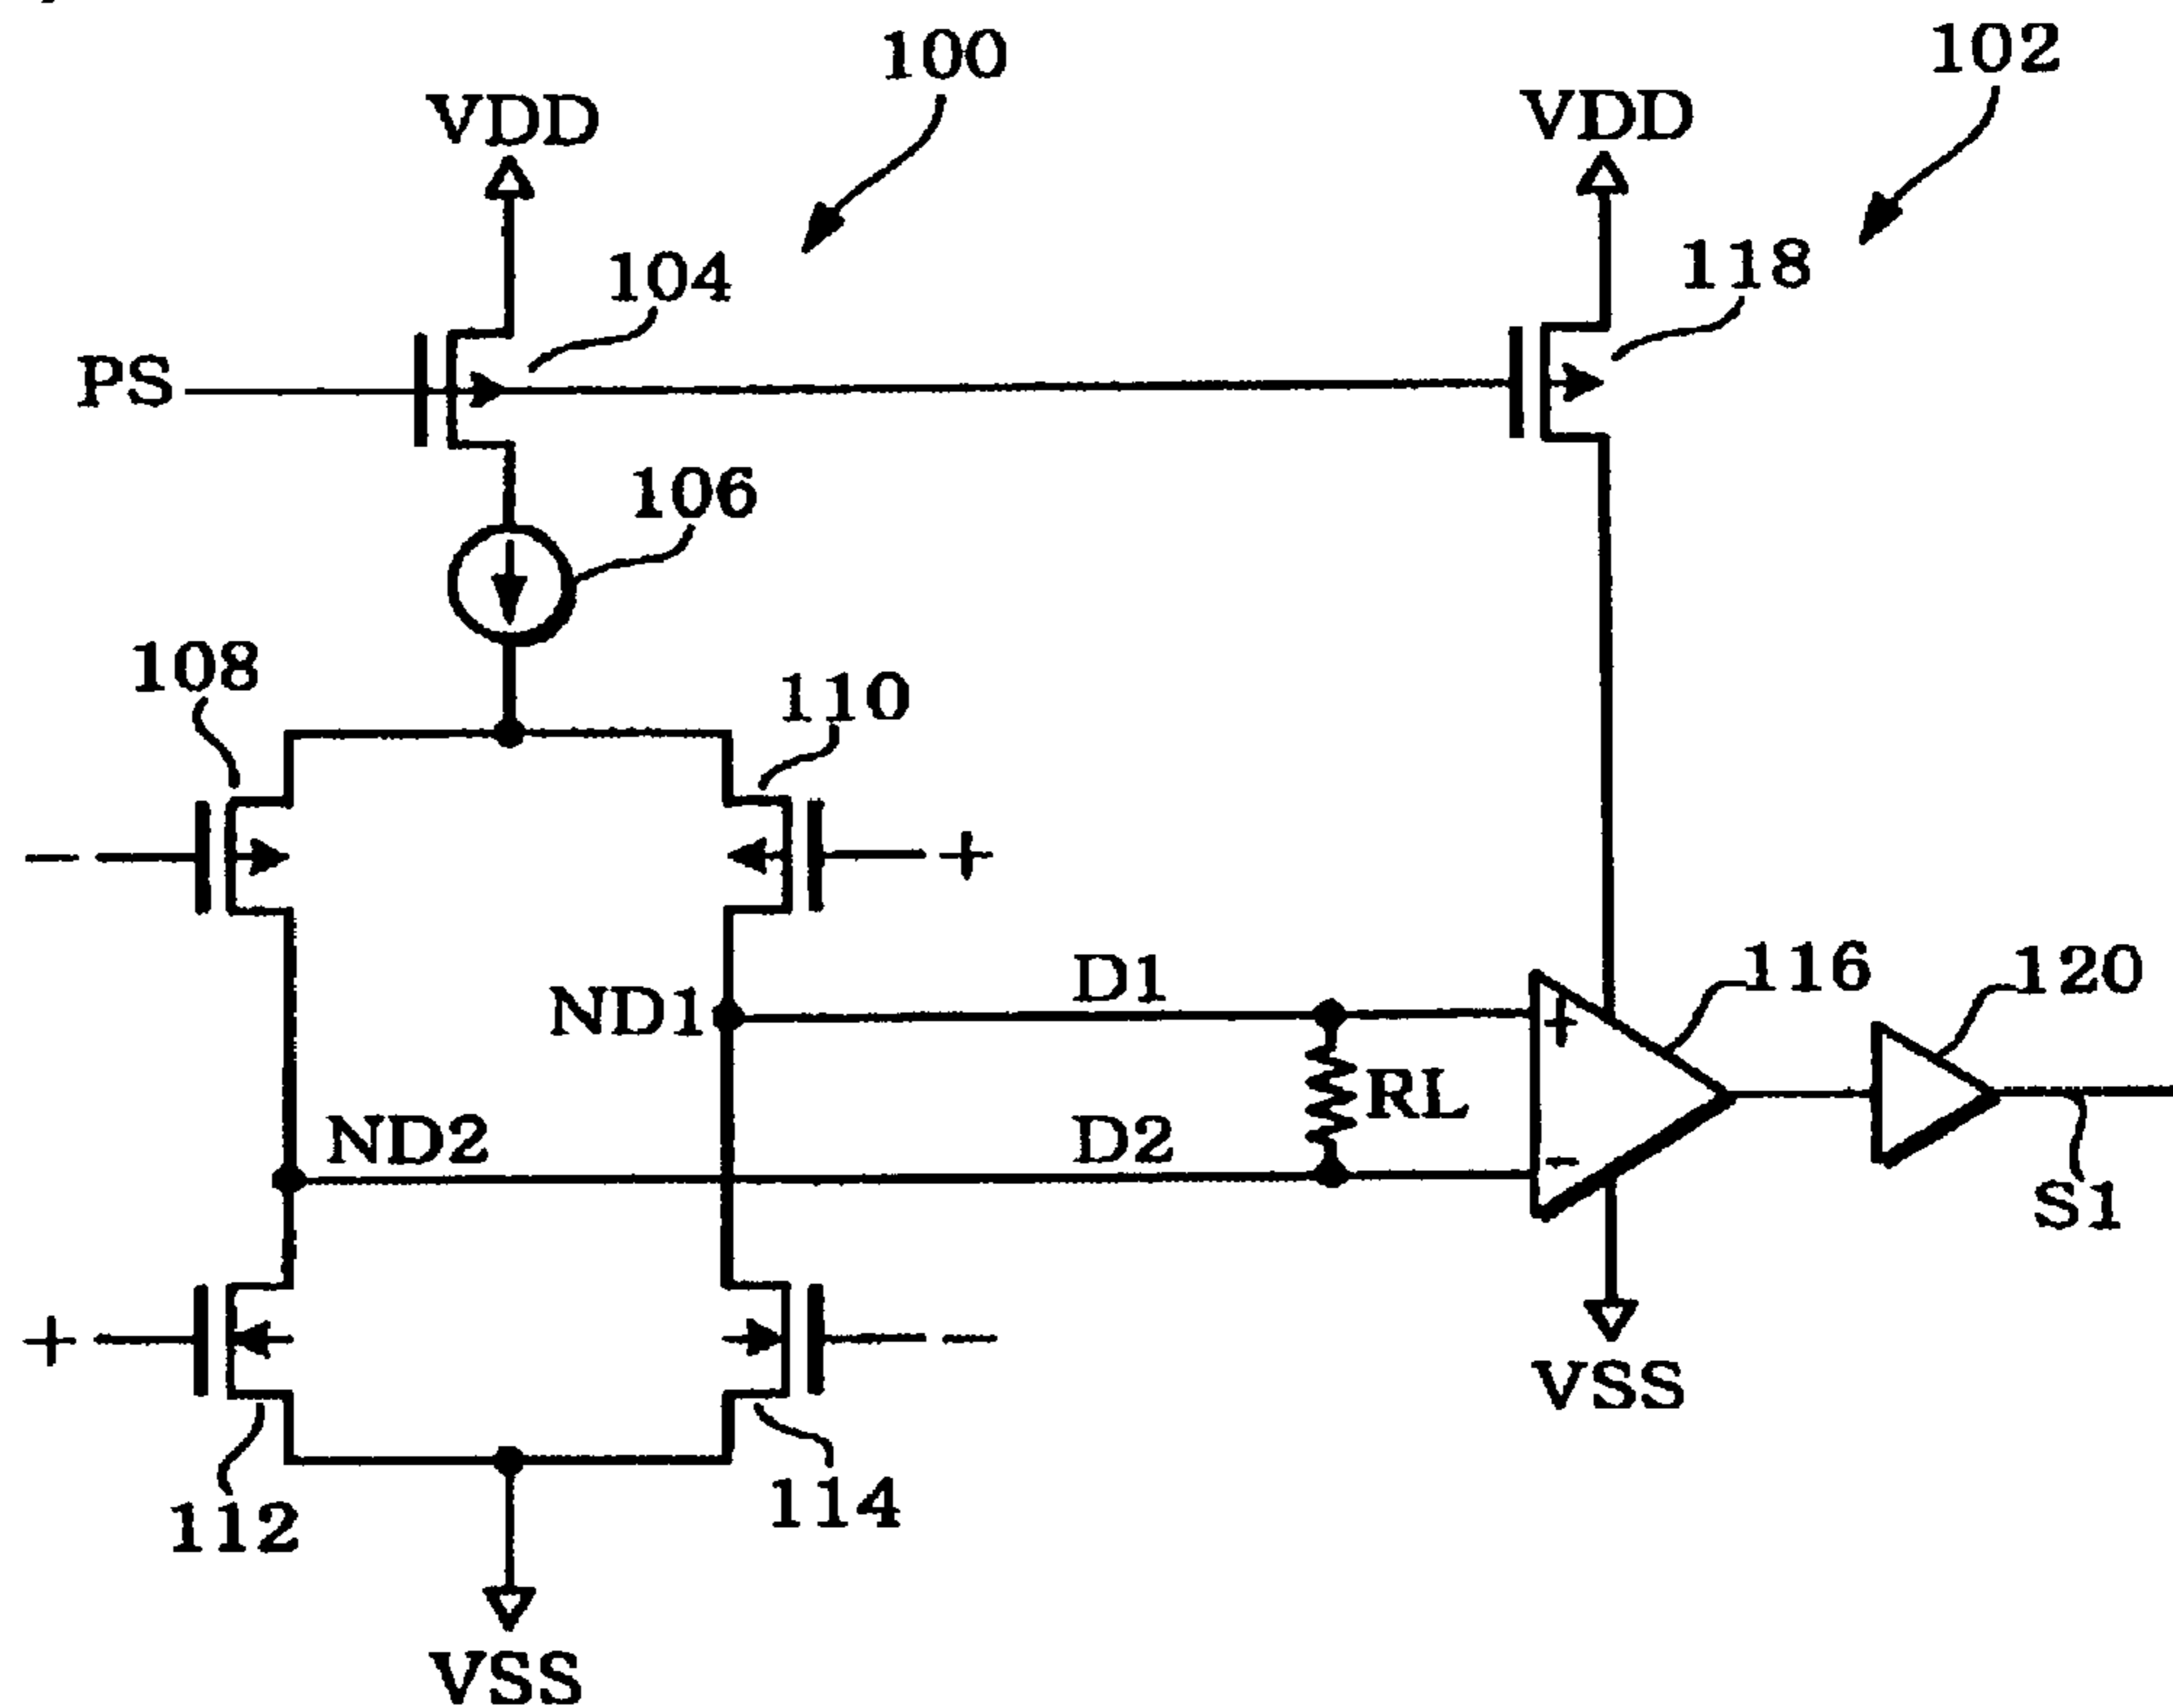 100
102
VDD
VDD
104
118
PS
106
108
110
- +
ND1
D1
+
116
120
RL
ND2
D2
-
S1
+ -
VSS
112
114
VSS